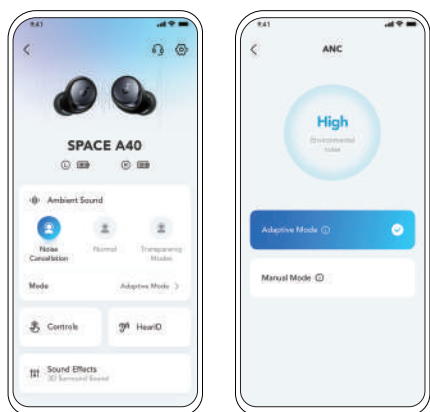 9:41
SPACE A40
L
R
Ambient Sound
Noise
Cancellation
Normal
Transparency
Modes
Mode
Adaptive Mode
Controls
HearID
Sound Effects
3D Surround Sound
9:41
ANC
High
Environmental
noise
Adaptive Mode
Manual Mode